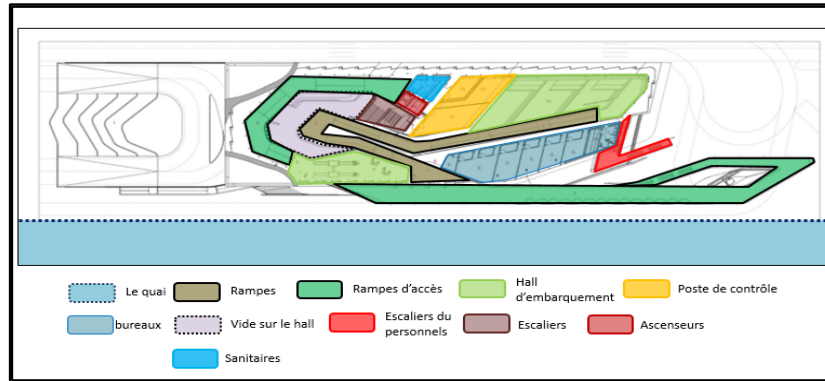 Le quai
Rampes
Rampes d'accès
Hall
d'embarquement
Poste de contrôle
bureaux
Vide sur le hall
Escaliers du
personnels
Escaliers
Ascenseurs
Sanitaires